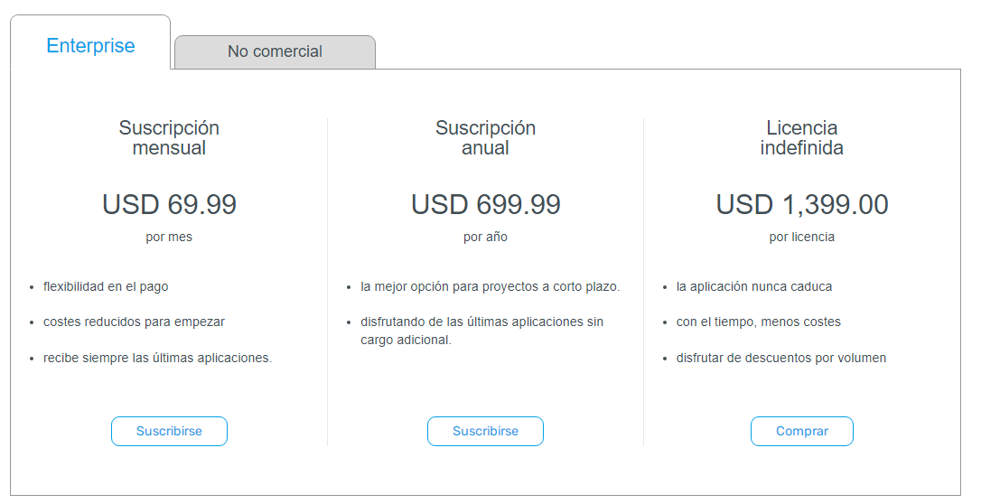 Enterprise
No comercial
Suscripción
mensual
USD 69.99
por mes
• flexibilidad en el pago
• costes reducidos para empezar
• recibe siempre las últimas aplicaciones.
Suscribirse
Suscripción
anual
USD 699.99
por año
• la mejor opción para proyectos a corto plazo.
• disfrutando de las últimas aplicaciones sin
cargo adicional.
Suscribirse
Licencia
indefinida
USD 1,399.00
por licencia
• la aplicación nunca caduca
• con el tiempo, menos costes
• disfrutar de descuentos por volumen
Comprar